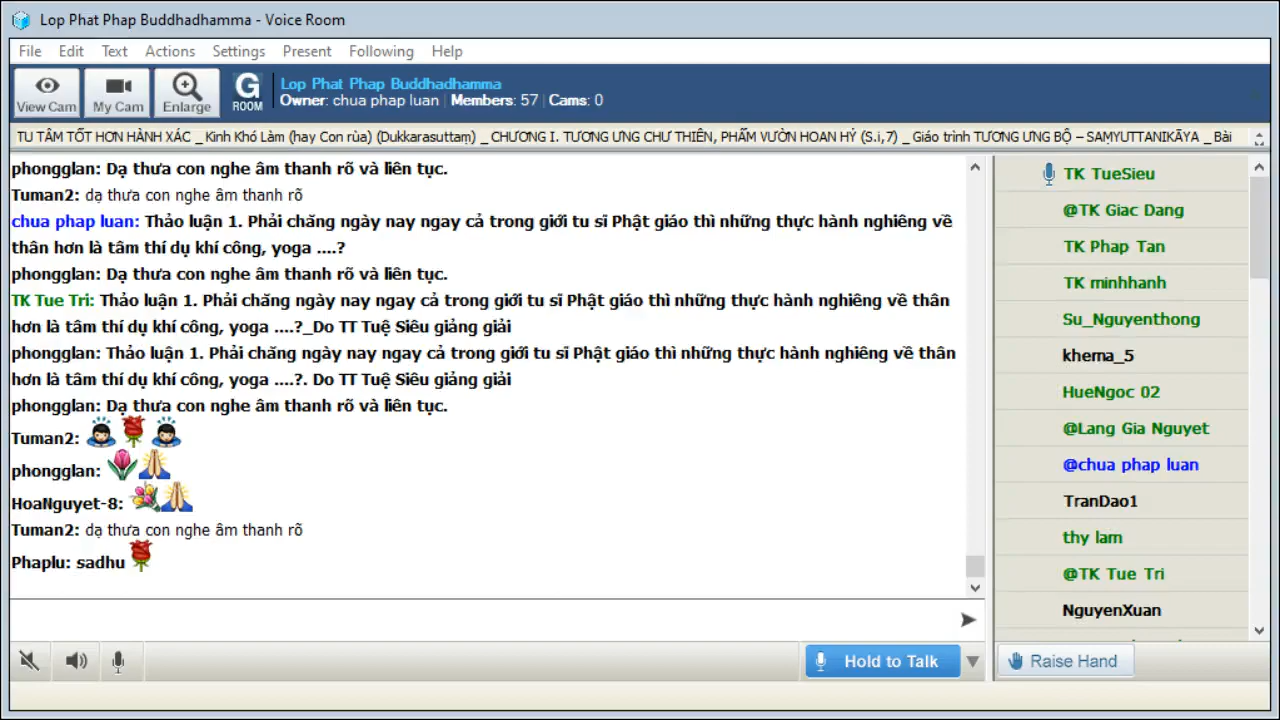 Lop Phat Phap Buddhadhamma - Voice Room
File Edit Text Actions Settings Present Following Help
View Cam My Cam Enlarge G ROOM
Lop Phat Phap Buddhadhamma
Owner: chua phap luan | Members: 57 | Cams: 0
TU TÂM TỐT HƠN HÀNH XÁC _ Kinh Khó Làm (hay Con rùa) (Dukkarasuttaṃ) _ CHƯƠNG I. TƯƠNG ƯNG CHƯ THIÊN, PHẨM VƯỜN HOAN HỶ (S.i,7) _ Giáo trình TƯƠNG ƯNG BỘ – SAṂYUTTANIKĀYA _ Bài
phongglan: Dạ thưa con nghe âm thanh rõ và liên tục.
Tuman2: dạ thưa con nghe âm thanh rõ
chua phap luan: Thảo luận 1. Phải chăng ngày nay ngay cả trong giới tu sĩ Phật giáo thì những thực hành nghiêng về
thân hơn là tâm thí dụ khí công, yoga ....?
phongglan: Dạ thưa con nghe âm thanh rõ và liên tục.
TK Tue Tri: Thảo luận 1. Phải chăng ngày nay ngay cả trong giới tu sĩ Phật giáo thì những thực hành nghiêng về thân
hơn là tâm thí dụ khí công, yoga ....?_Do TT Tuệ Siêu giảng giải
phongglan: Thảo luận 1. Phải chăng ngày nay ngay cả trong giới tu sĩ Phật giáo thì những thực hành nghiêng về thân
hơn là tâm thí dụ khí công, yoga ....?. Do TT Tuệ Siêu giảng giải
phongglan: Dạ thưa con nghe âm thanh rõ và liên tục.
Tuman2:
phongglan:
HoaNguyet-8:
Tuman2: dạ thưa con nghe âm thanh rõ
Phaplu: sadhu
TK TueSieu
@TK Giac Dang
TK Phap Tan
TK minhhanh
Su_Nguyenthong
khema_5
HueNgoc 02
@Lang Gia Nguyet
@chua phap luan
TranDao1
thy lam
@TK Tue Tri
NguyenXuan
Hold to Talk
Raise Hand